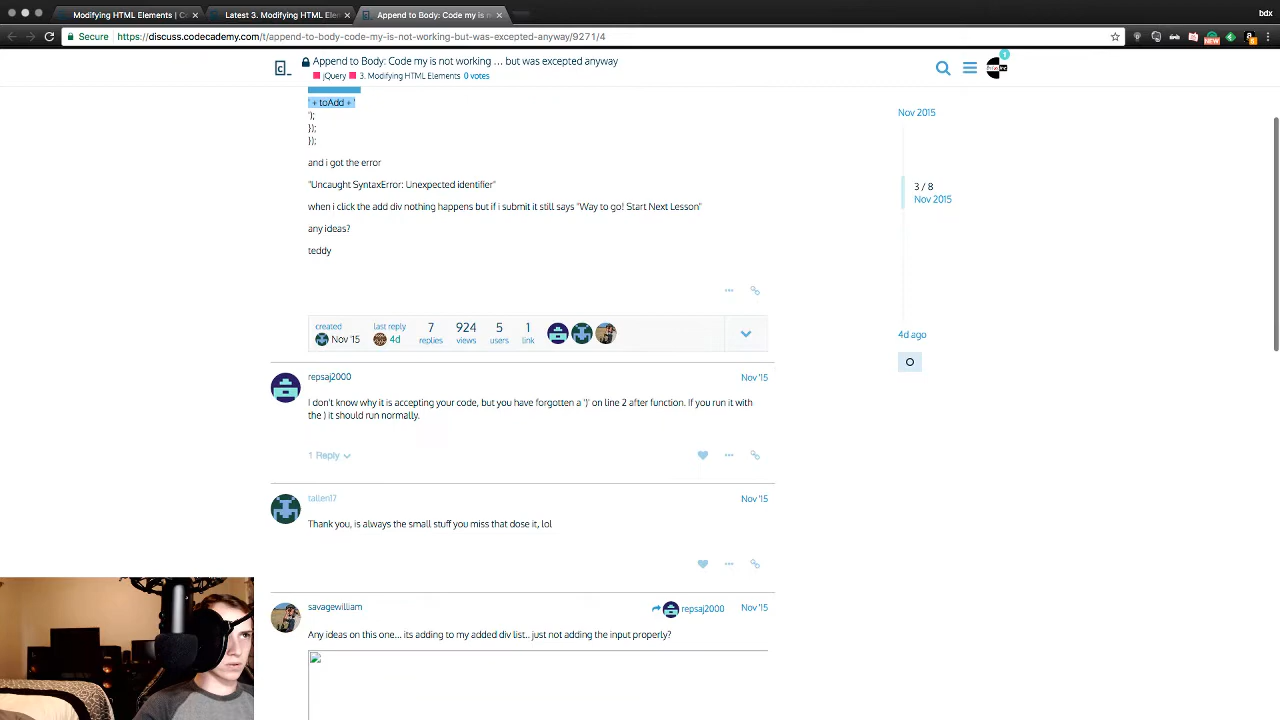 Modifying HTML Elements | C
Latest 3. Modifying HTML Elem
Append to Body: Code my is n
bdx
Secure
https://discuss.codecademy.com/t/append-to-body-code-my-is-not-working-but-was-excepted-anyway/9271/4
Append to Body: Code my is not working ... but was excepted anyway
jQuery 3. Modifying HTML Elements 0 votes
1
' + toAdd + '
');
});
});
and i got the error
"Uncaught SyntaxError: Unexpected identifier"
when i click the add div nothing happens but if i submit it still says "Way to go! Start Next Lesson"
any ideas?
teddy
Nov 2015
3 / 8
Nov 2015
4d ago
created last reply 7 924 5 1
Nov '15 4d replies views users link
repsaj2000 Nov '15
I don't know why it is accepting your code, but you have forgotten a ')' on line 2 after function. If you run it with
the ) it should run normally.
1 Reply
rallen17 Nov '15
Thank you, is always the small stuff you miss that dose it, lol
savagewilliam repsaj2000 Nov '15
Any ideas on this one... its adding to my added div list.. just not adding the input properly?